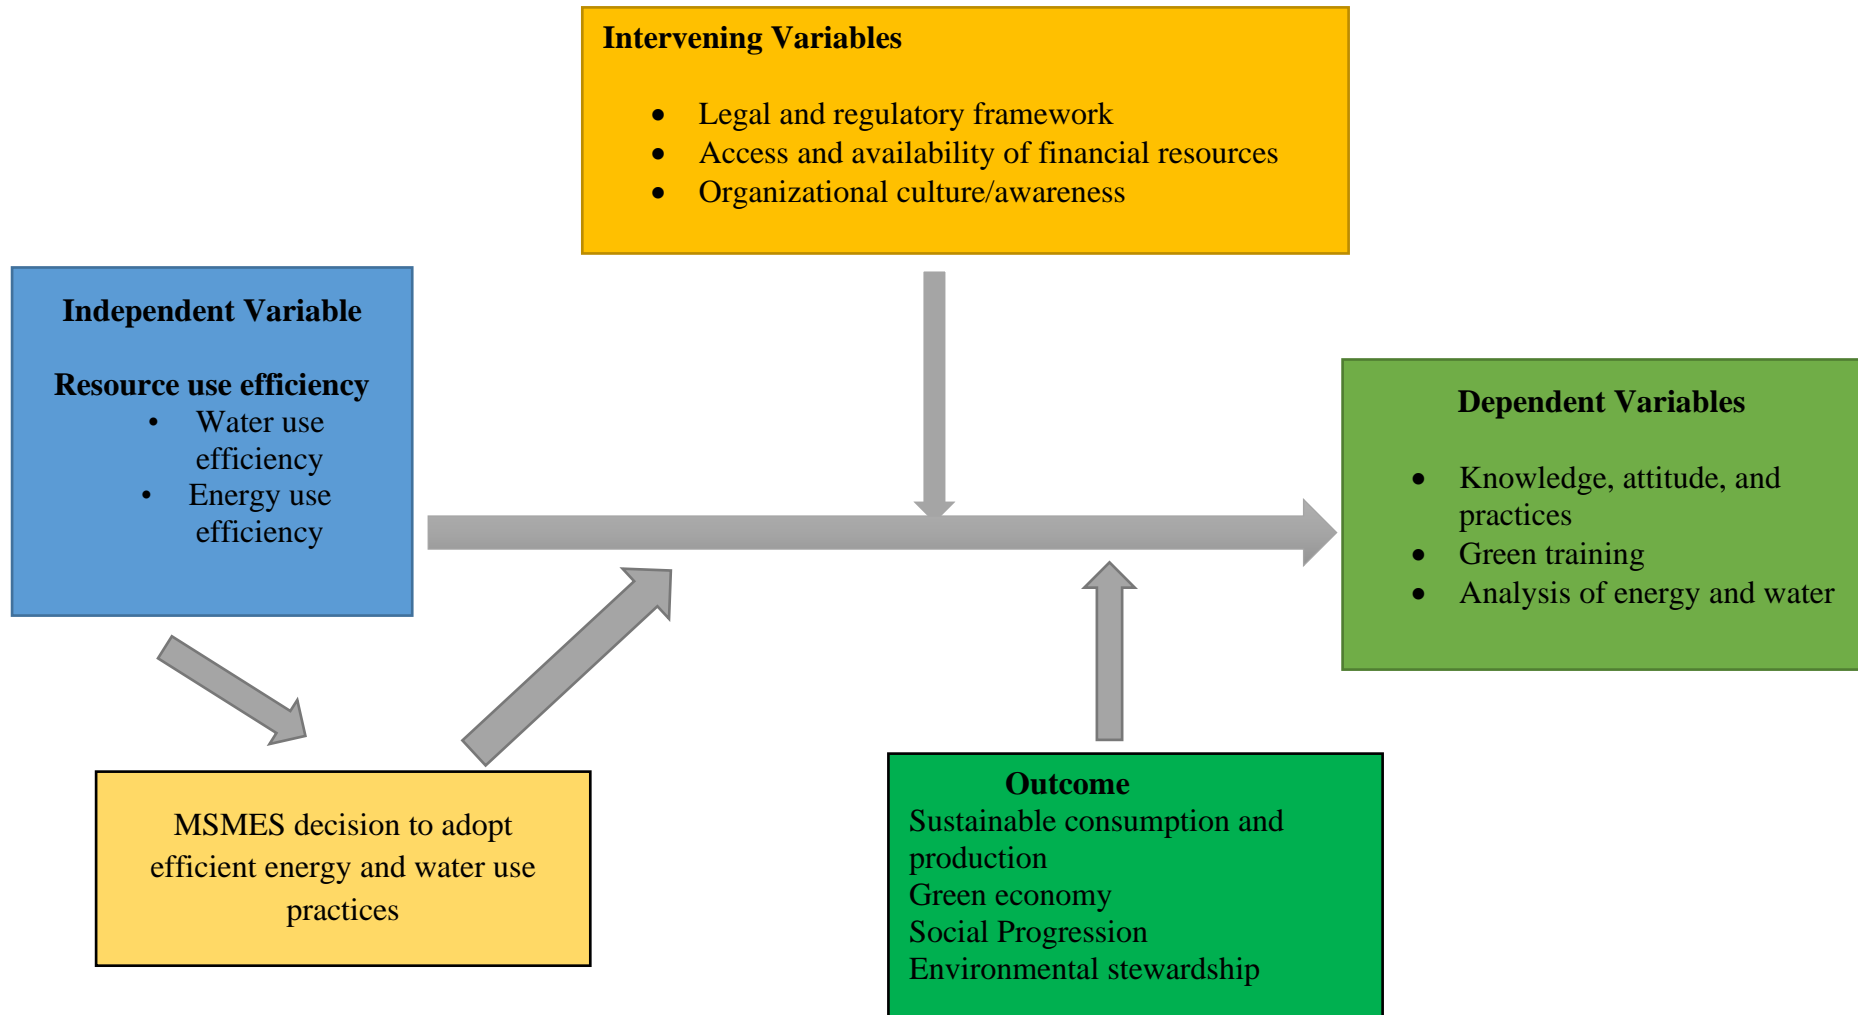 Intervening Variables
• Legal and regulatory framework
• Access and availability of financial resources
• Organizational culture/awareness
Independent Variable
Resource use efficiency
• Water use
efficiency
• Energy use
efficiency
Dependent Variables
• Knowledge, attitude, and
practices
• Green training
• Analysis of energy and water
MSMES decision to adopt
efficient energy and water use
practices
Outcome
Sustainable consumption and
production
Green economy
Social Progression
Environmental stewardship